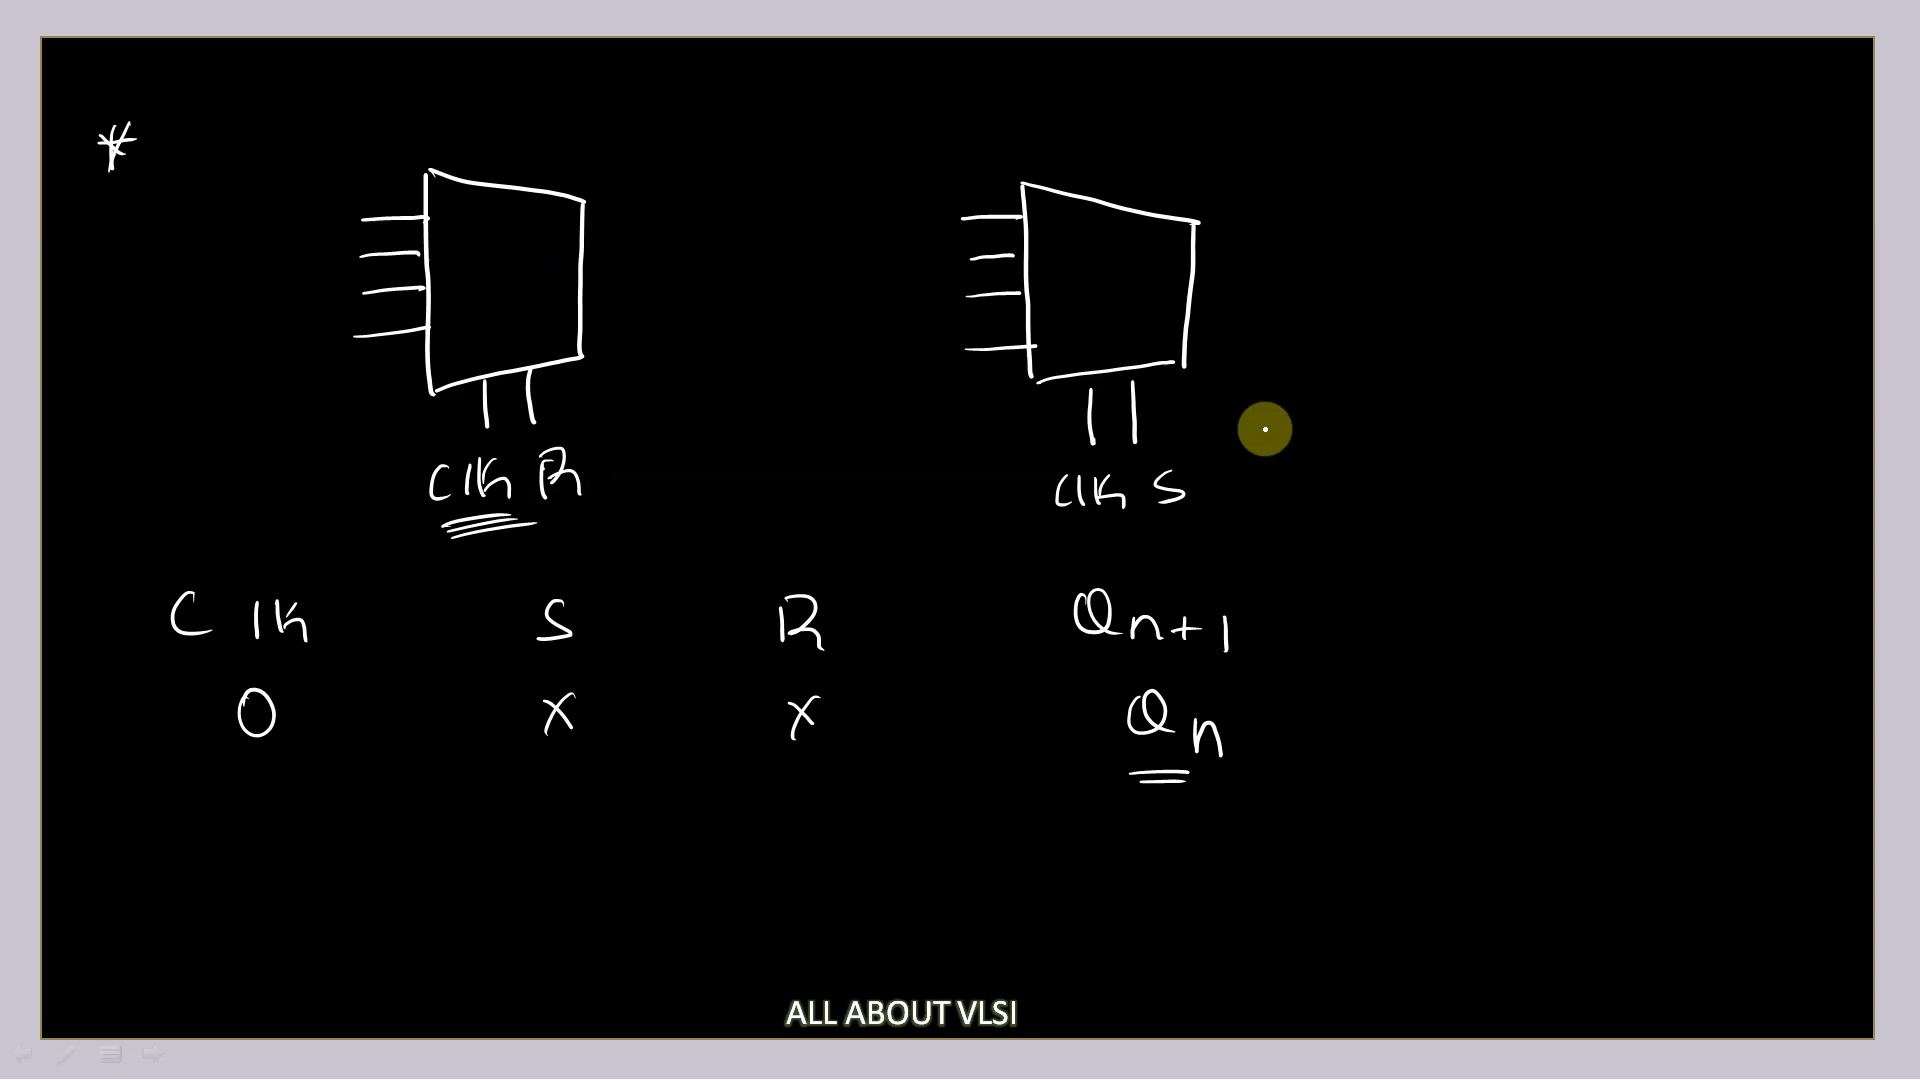 *
Clk R
Clk S
Clk S R Qn+1
0 X X Qn
ALL ABOUT VLSI